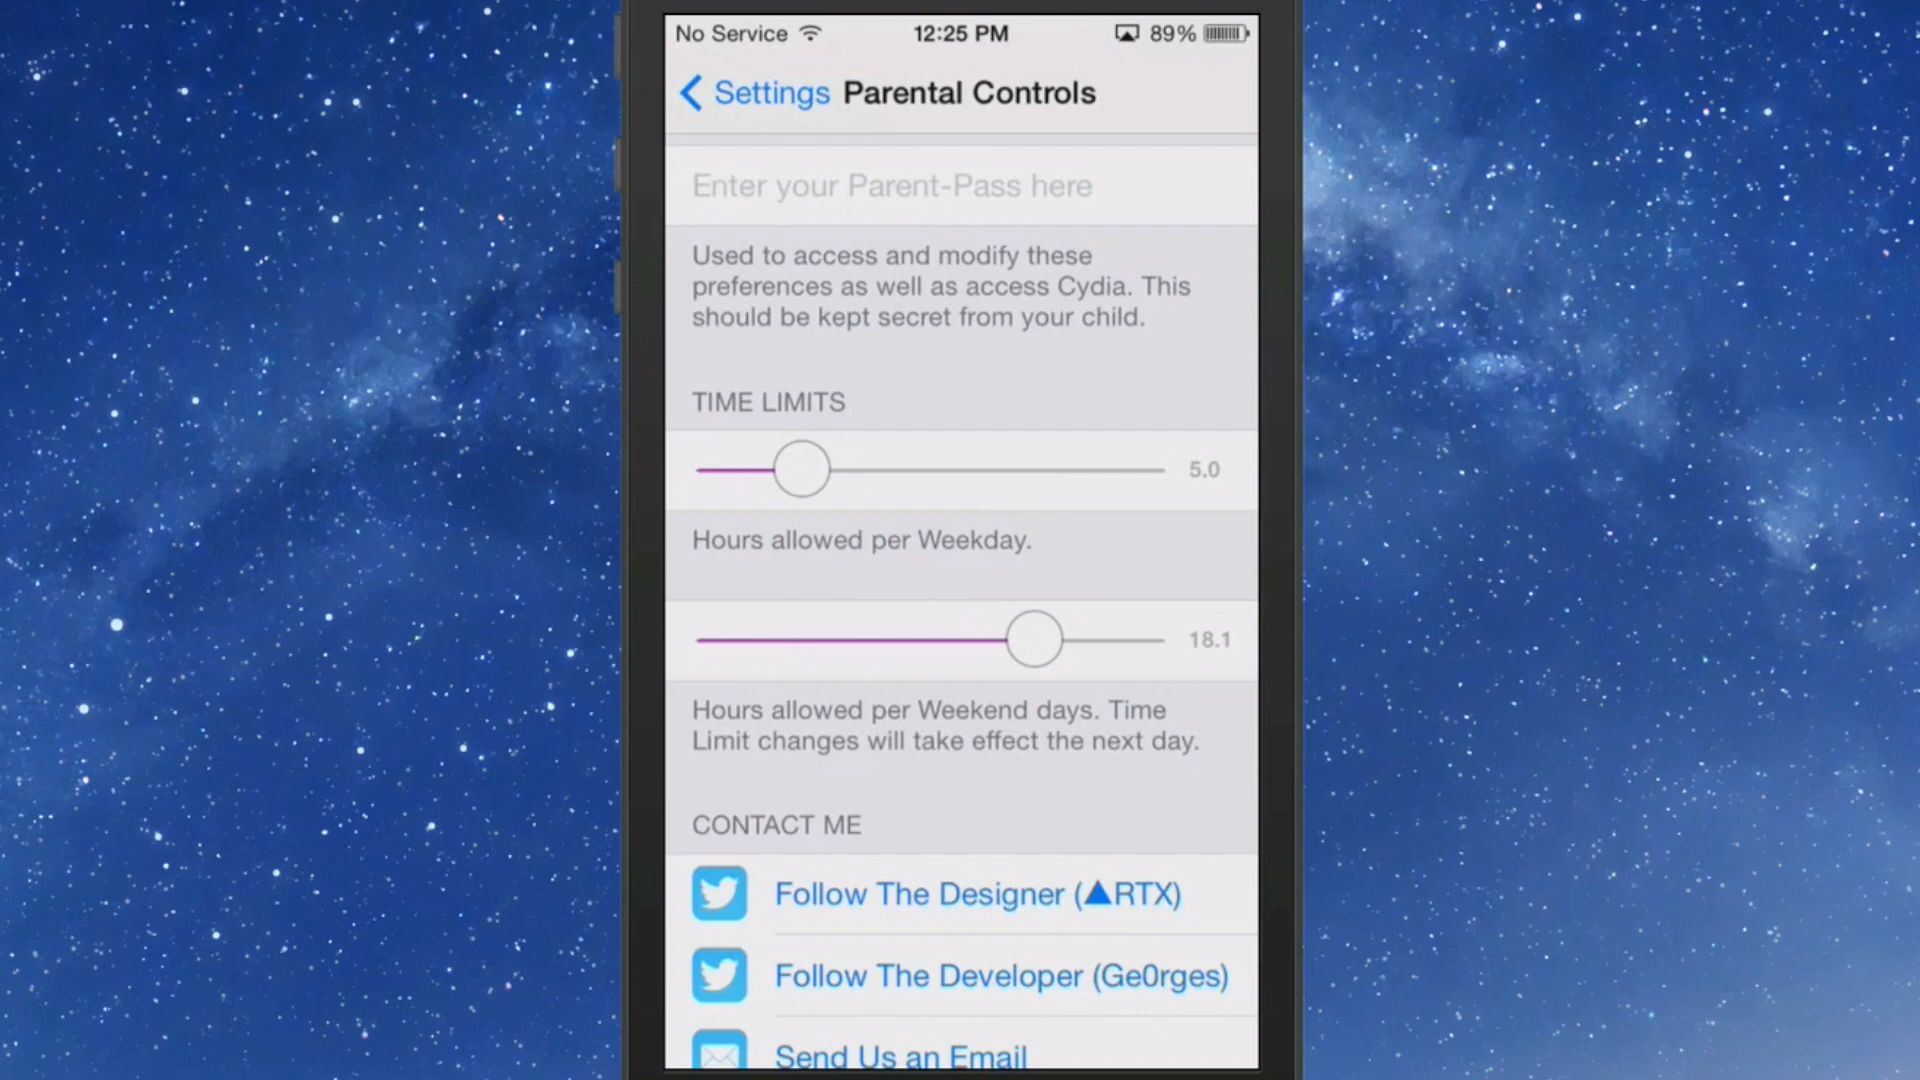 No Service 12:25 PM 89%
Settings Parental Controls
Enter your Parent-Pass here
Used to access and modify these
preferences as well as access Cydia. This
should be kept secret from your child.
TIME LIMITS
5.0
Hours allowed per Weekday.
18.1
Hours allowed per Weekend days. Time
Limit changes will take effect the next day.
CONTACT ME
Follow The Designer (▲RTX)
Follow The Developer (Ge0rges)
Send Us an Email